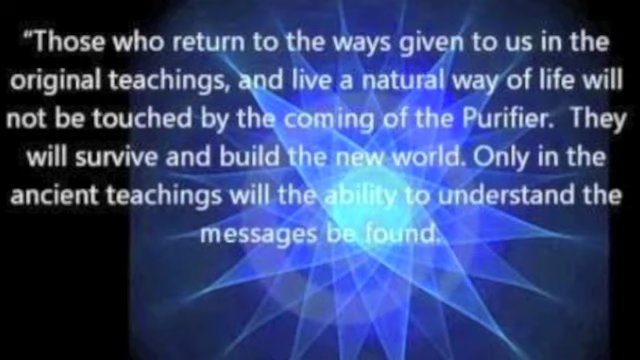 “Those who return to the ways given to us in the
original teachings, and live a natural way of life will
not be touched by the coming of the Purifier.  They
will survive and build the new world. Only in the
ancient teachings will the ability to understand the
messages be found.